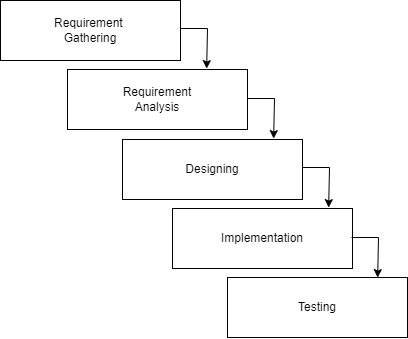 Requirement
Gathering
Requirement
Analysis
Designing
Implementation
Testing